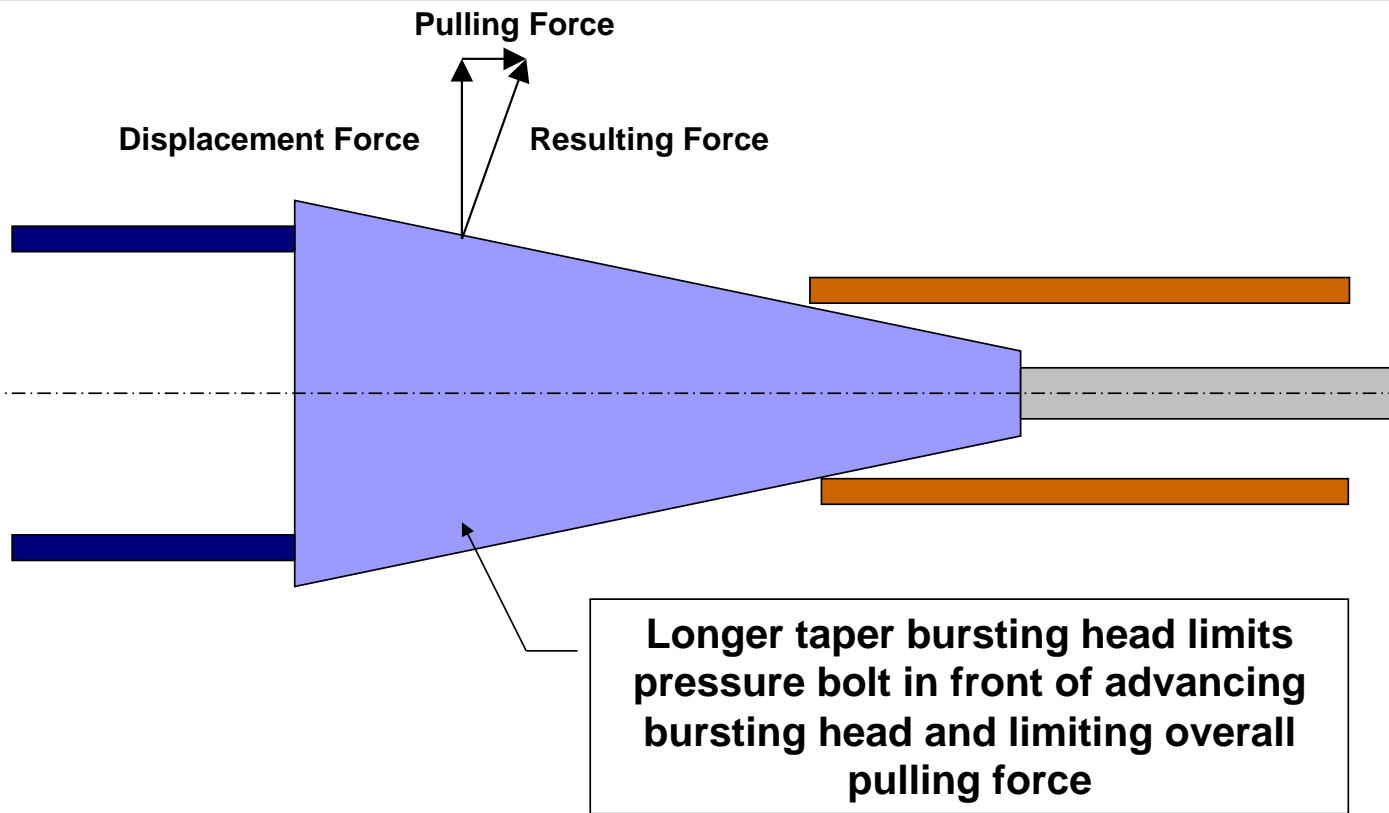 Pulling Force
Displacement Force
Resulting Force
Longer taper bursting head limits
pressure bolt in front of advancing
bursting head and limiting overall
pulling force